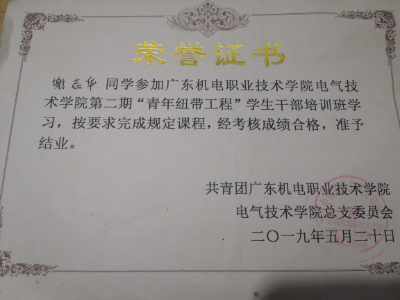 荣誉证书
谢志华 同学参加广东机电职业技术学院电气技
术学院第二期“青年纽带工程”学生干部培训班学
习，按要求完成规定课程，经考核成绩合格，准予
结业。
共青团广东机电职业技术学院
电气技术学院总支委员会
二〇一九年五月二十日